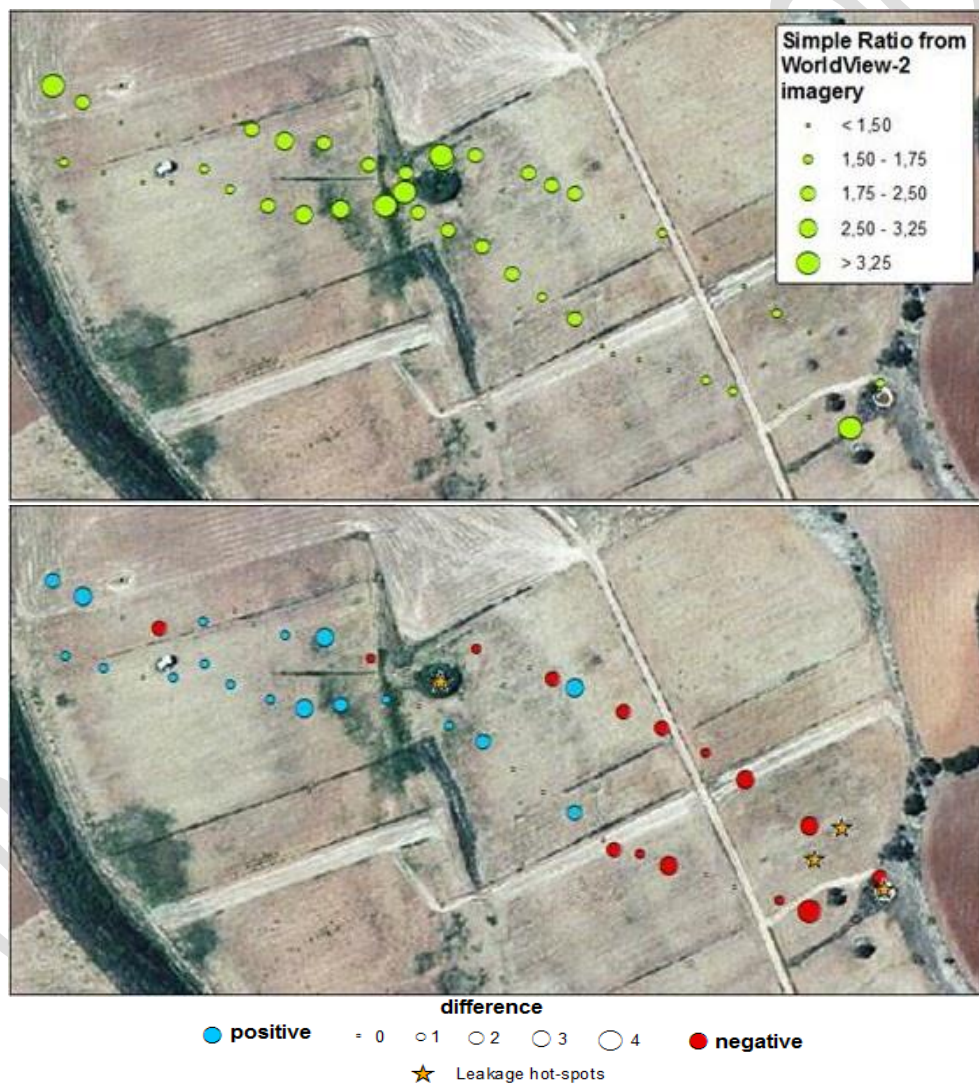 Simple Ratio from
WorldView-2
imagery
< 1,50
1,50 - 1,75
1,75 - 2,50
2,50 - 3,25
> 3,25
difference
positive 0 1 2 3 4 negative
Leakage hot-spots